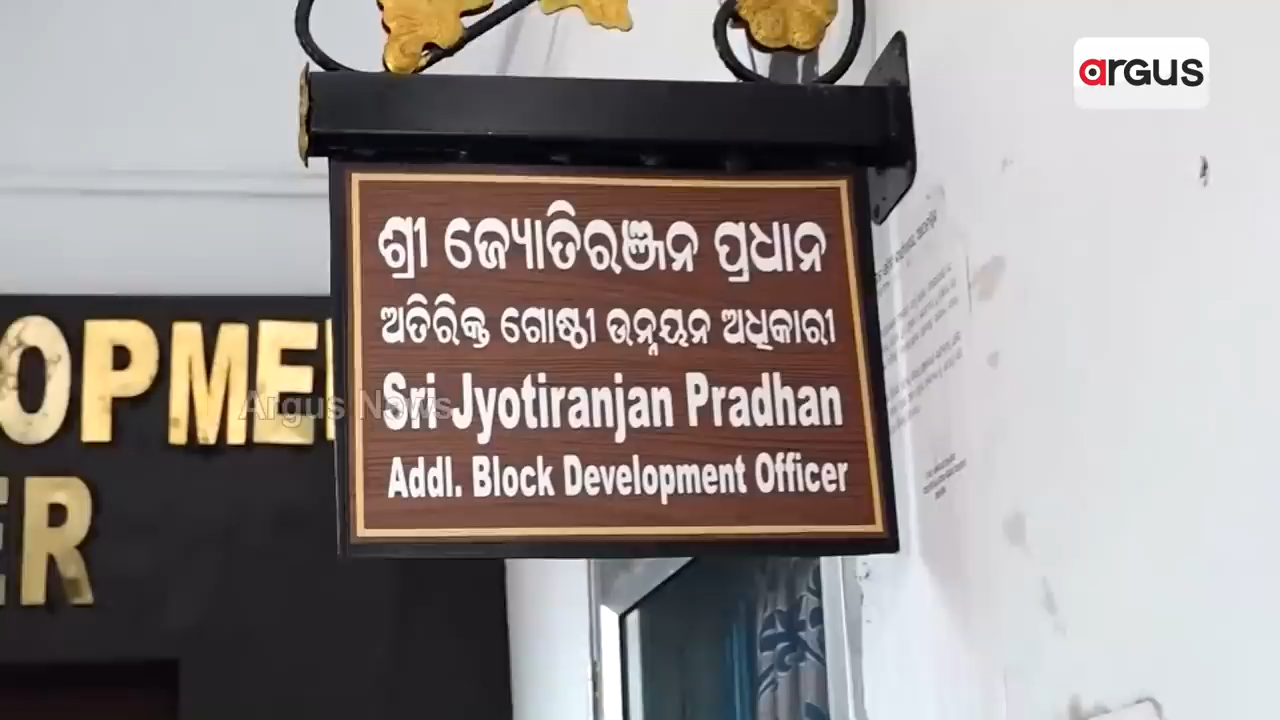 argus
ଶ୍ରୀ ଜ୍ୟୋତିରଞ୍ଜନ ପ୍ରଧାନ
ଅତିରିକ୍ତ ଗୋଷ୍ଠୀ ଉନ୍ନୟନ ଅଧିକାରୀ
Sri Jyotiranjan Pradhan
Addl. Block Development Officer
Argus News
OPME
ER